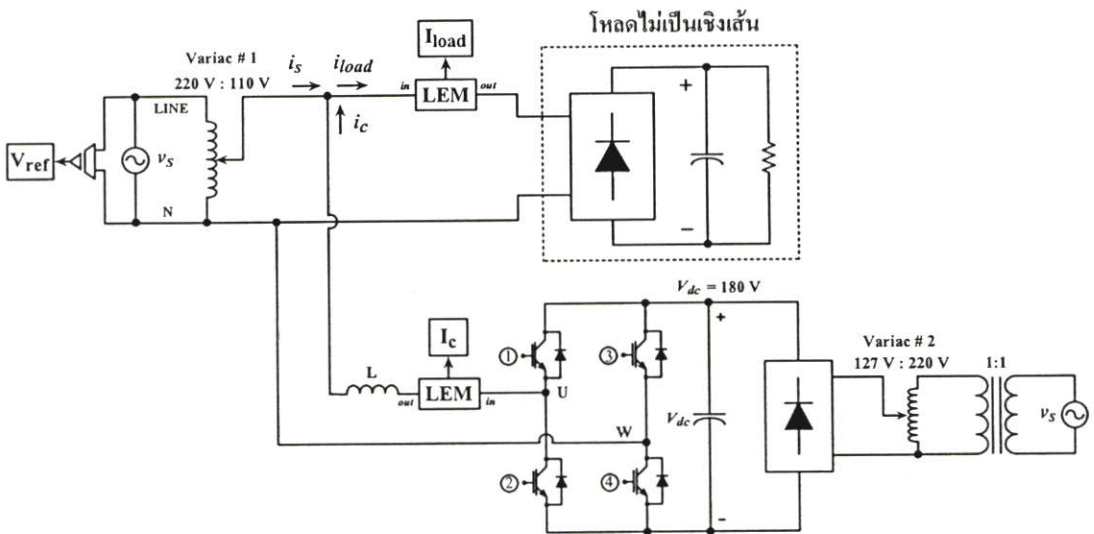 โหลดไม่เป็นเชิงเส้น
I_load
Variac # 1
220 V : 110 V
i_s
i_load
in
LEM
out
LINE
i_c
V_ref
v_s
N
+
−
V_dc = 180 V
+
Variac # 2
127 V : 220 V
1:1
I_c
①
③
L
out
LEM
in
U
V_dc
v_s
W
②
④
−